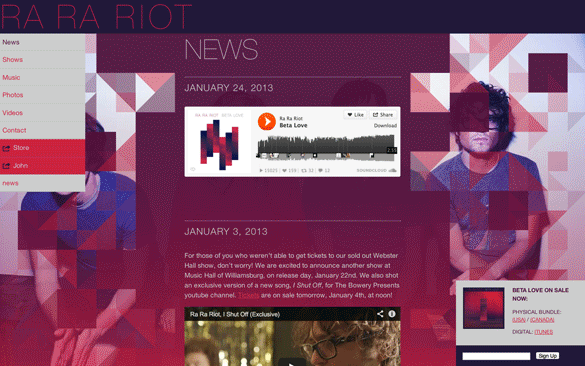 RA RA RIOT
News
Shows
Music
Photos
Videos
Contact
Store
John
news
NEWS
JANUARY 24, 2013
RA RA RIOT BETA LOVE
Ra Ra Riot
Beta Love
Like
Share
Download
SOUNDCLOUD
JANUARY 3, 2013
For those of you who weren't able to get tickets to our sold out Webster
Hall show, don't worry! We are excited to announce another show at
Music Hall of Williamsburg, on release day, January 22nd. We also shot
an exclusive version of a new song, I Shut Off, for The Bowery Presents
youtube channel. Tickets are on sale tomorrow, January 4th, at noon!
Ra Ra Riot, I Shut Off (Exclusive)
BETA LOVE ON SALE
NOW:
PHYSICAL BUNDLE:
(USA) / (CANADA)
DIGITAL: ITUNES
Sign Up